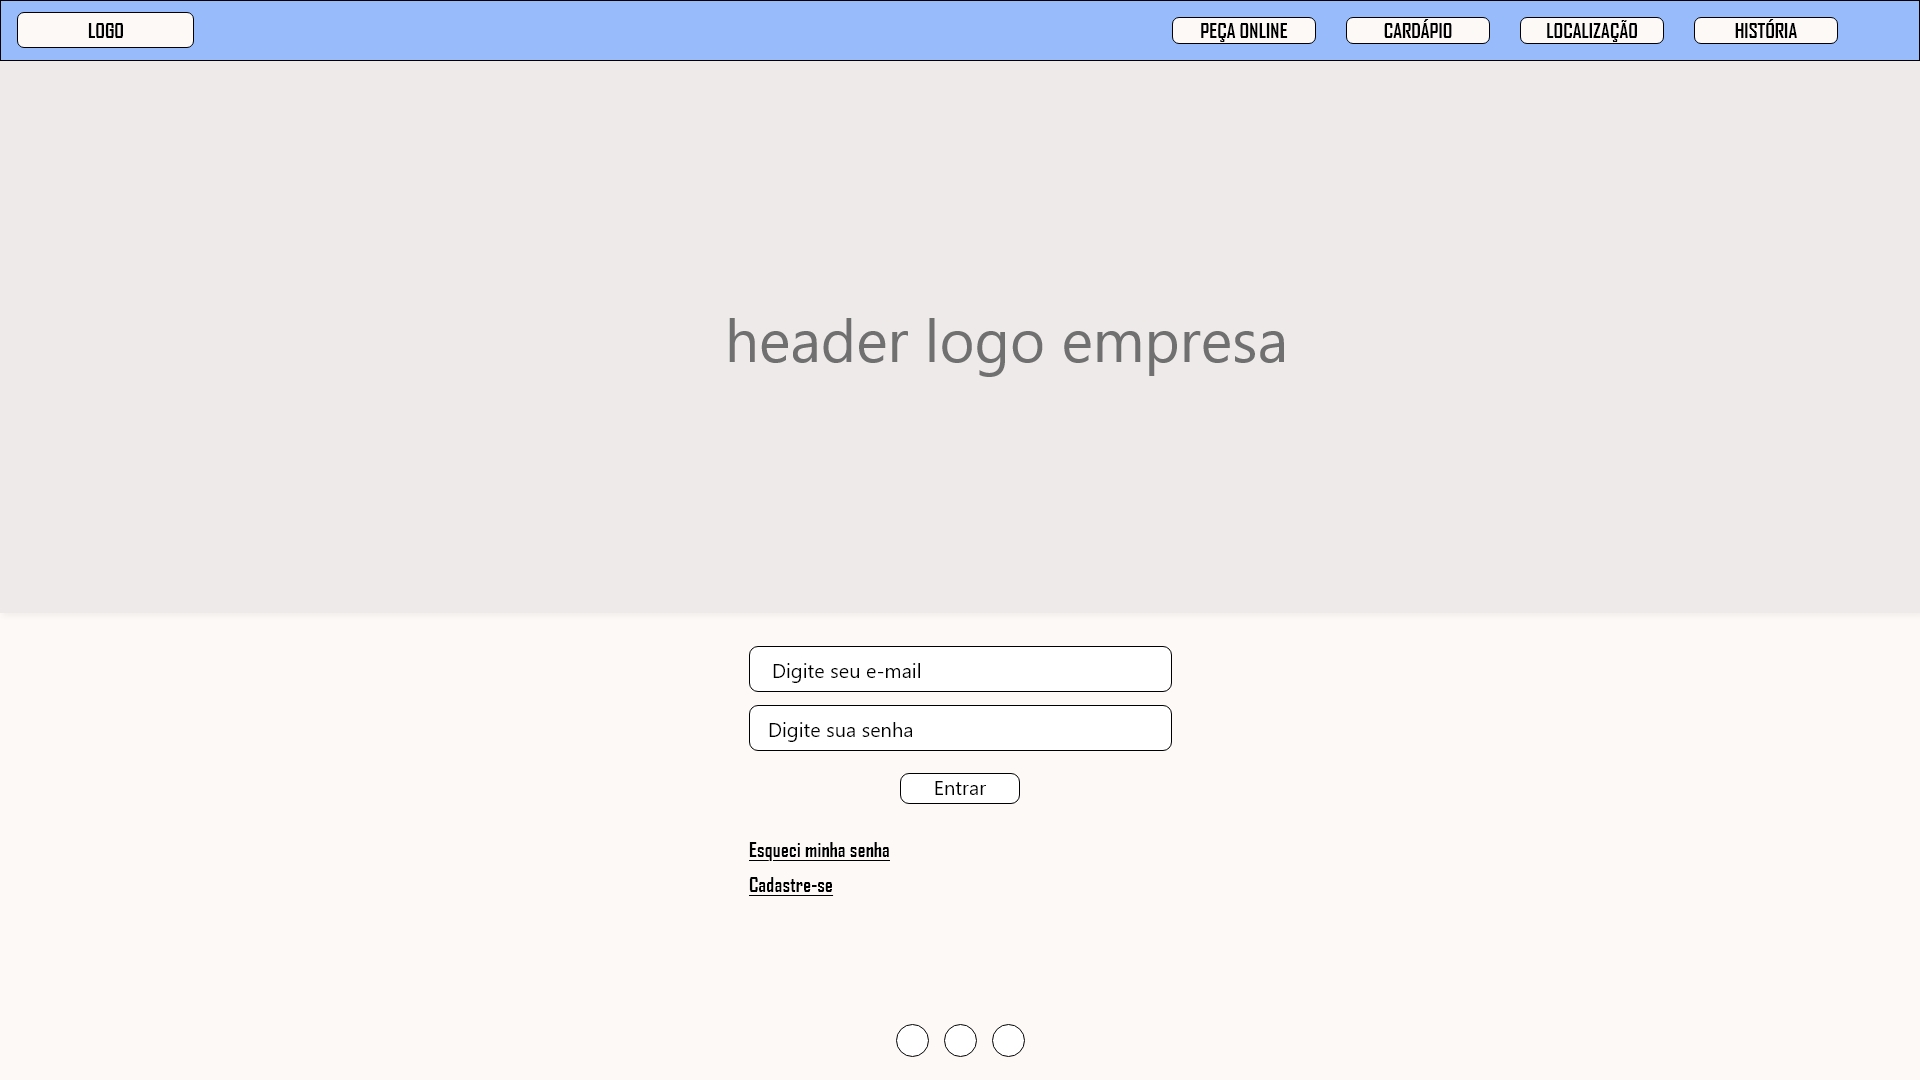 LOGO
PEÇA ONLINE
CARDÁPIO
LOCALIZAÇÃO
HISTÓRIA
header logo empresa
Digite seu e-mail
Digite sua senha
Entrar
Esqueci minha senha
Cadastre-se